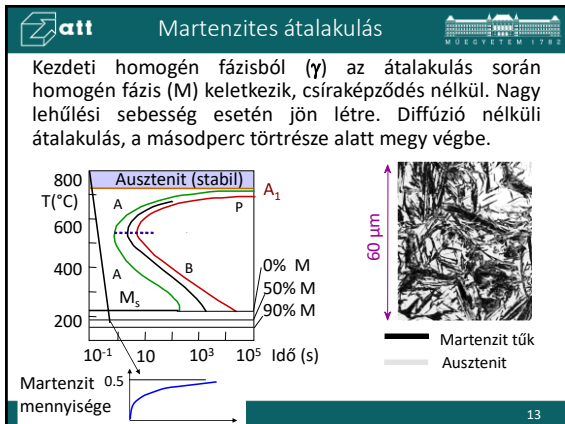 att
Martenzites átalakulás
MŰEGYETEM 1782
Kezdeti homogén fázisból (γ) az átalakulás során
homogén fázis (M) keletkezik, csíraképződés nélkül. Nagy
lehűlési sebesség esetén jön létre. Diffúzió nélküli
átalakulás, a másodperc törtrésze alatt megy végbe.
800
T(°C)
600
400
200
Ausztenit (stabil)
A₁
A
P
A
B
Mₛ
0% M
50% M
90% M
10⁻¹ 10 10³ 10⁵ Idő (s)
Martenzit
mennyisége
0.5
60 µm
Martenzit tűk
Ausztenit
13